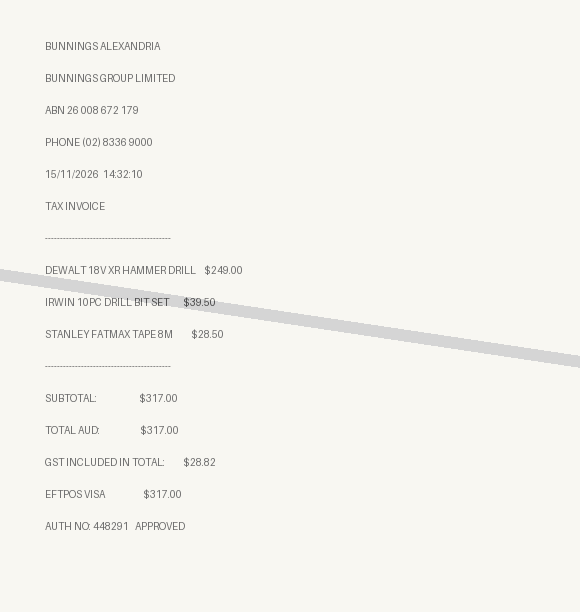 BUNNINGS ALEXANDRIA
BUNNINGS GROUP LIMITED
ABN 26 008 672 179
PHONE (02) 8336 9000
15/11/2026 14:32:10
TAX INVOICE
------------------------------------------
DEWALT 18V XR HAMMER DRILL $249.00
IRWIN 10PC DRILL BIT SET $39.50
STANLEY FATMAX TAPE 8M $28.50
------------------------------------------
SUBTOTAL: $317.00
TOTAL AUD: $317.00
GST INCLUDED IN TOTAL: $28.82
EFTPOS VISA $317.00
AUTH NO: 448291 APPROVED